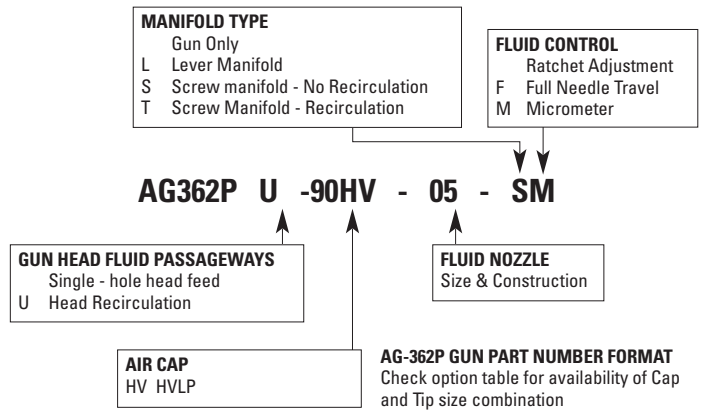 MANIFOLD TYPE
Gun Only
L Lever Manifold
S Screw manifold - No Recirculation
T Screw Manifold - Recirculation
FLUID CONTROL
Ratchet Adjustment
F Full Needle Travel
M Micrometer
AG362P U -90HV - 05 - SM
GUN HEAD FLUID PASSAGEWAYS
Single - hole head feed
U Head Recirculation
FLUID NOZZLE
Size & Construction
AIR CAP
HV HVLP
AG-362P GUN PART NUMBER FORMAT
Check option table for availability of Cap
and Tip size combination